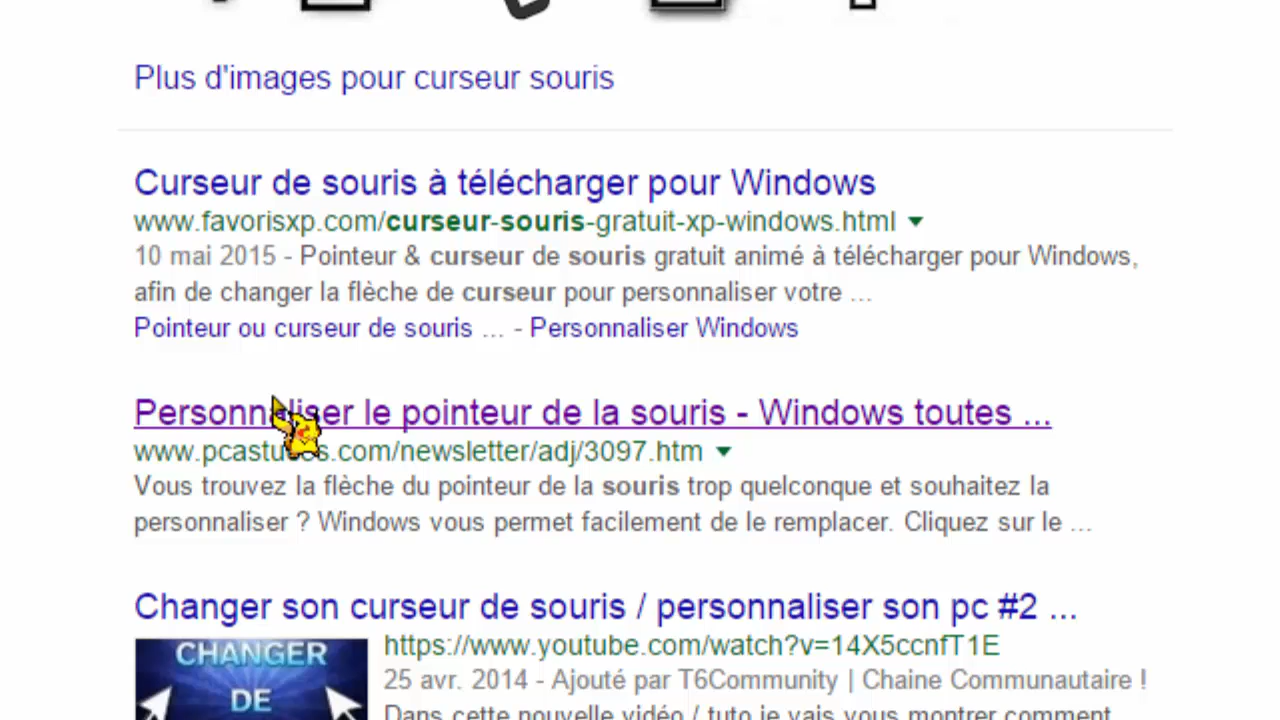 Plus d'images pour curseur souris
Curseur de souris à télécharger pour Windows
www.favorisxp.com/curseur-souris-gratuit-xp-windows.html
10 mai 2015 - Pointeur & curseur de souris gratuit animé à télécharger pour Windows,
afin de changer la flèche de curseur pour personnaliser votre ...
Pointeur ou curseur de souris ... - Personnaliser Windows
Personnaliser le pointeur de la souris - Windows toutes ...
www.pcastuces.com/newsletter/adj/3097.htm
Vous trouvez la flèche du pointeur de la souris trop quelconque et souhaitez la
personnaliser ? Windows vous permet facilement de le remplacer. Cliquez sur le ...
Changer son curseur de souris / personnaliser son pc #2 ...
CHANGER
DE
https://www.youtube.com/watch?v=14X5ccnfT1E
25 avr. 2014 - Ajouté par T6Community | Chaine Communautaire !
Dans cette nouvelle vidéo / tuto je vais vous montrer comment